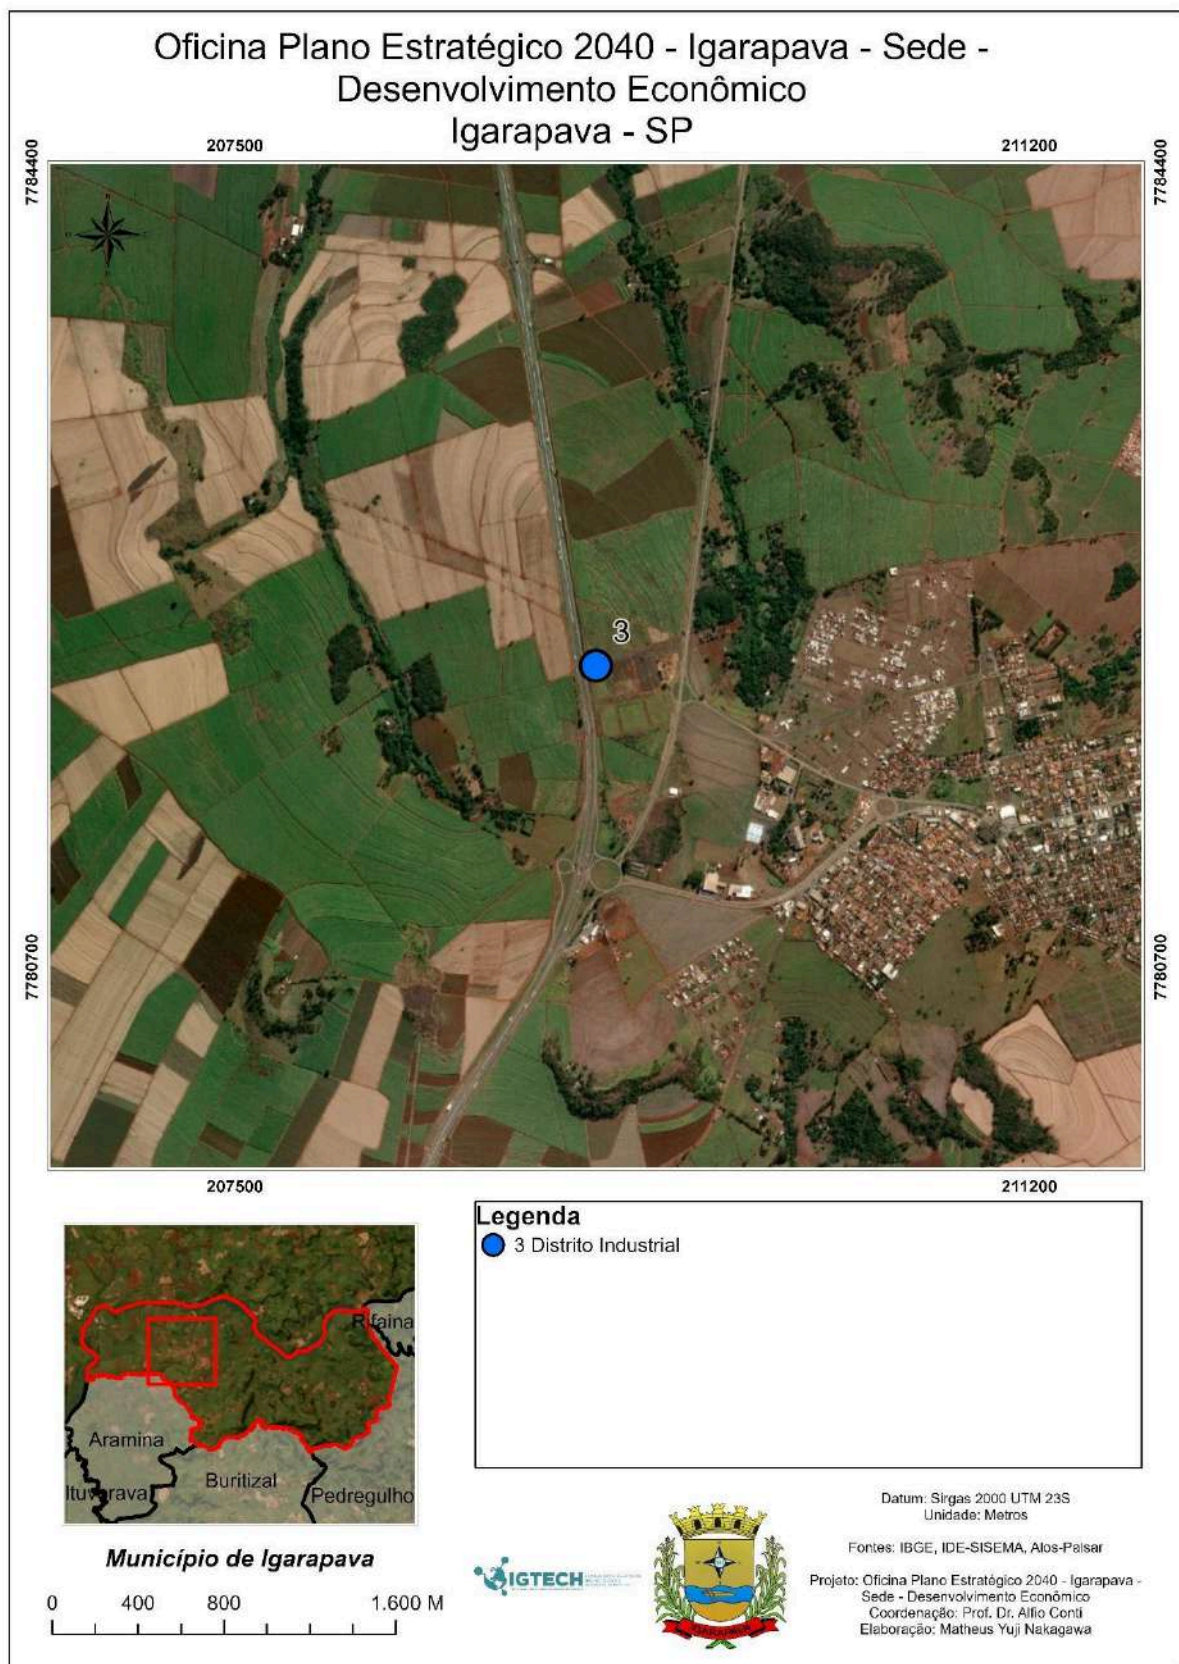 Oficina Plano Estratégico 2040 - Igarapava - Sede -
Desenvolvimento Econômico
Igarapava - SP
207500
211200
7784400
7784400
3
7780700
7780700
207500
211200
Legenda
3 Distrito Industrial
Rifaina
Aramina
Buritizal
Ituverava
Pedregulho
Município de Igarapava
0 400 800 1.600 M
IGTECH
IGARAPAVA
Datum: Sirgas 2000 UTM 23S
Unidade: Metros
Fontes: IBGE, IDE-SISEMA, Alos-Palsar
Projeto: Oficina Plano Estratégico 2040 - Igarapava -
Sede - Desenvolvimento Econômico
Coordenação: Prof. Dr. Alfio Conti
Elaboração: Matheus Yuji Nakagawa